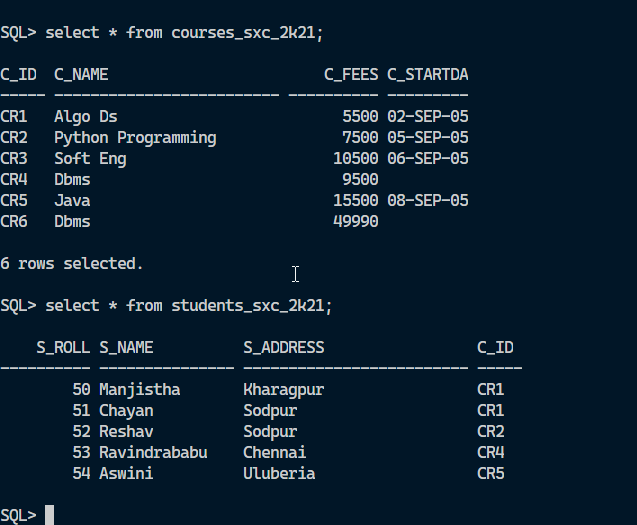 SQL> select * from courses_sxc_2k21;
C_ID  C_NAME                        C_FEES C_STARTDA
----- ------------------------- ---------- ---------
CR1   Algo Ds                         5500 02-SEP-05
CR2   Python Programming              7500 05-SEP-05
CR3   Soft Eng                       10500 06-SEP-05
CR4   Dbms                            9500
CR5   Java                           15500 08-SEP-05
CR6   Dbms                           49990
6 rows selected.
SQL> select * from students_sxc_2k21;
    S_ROLL S_NAME          S_ADDRESS                 C_ID
---------- --------------- ------------------------- -----
        50 Manjistha       Kharagpur                 CR1
        51 Chayan          Sodpur                    CR1
        52 Reshav          Sodpur                    CR2
        53 Ravindrababu    Chennai                   CR4
        54 Aswini          Uluberia                  CR5
SQL>